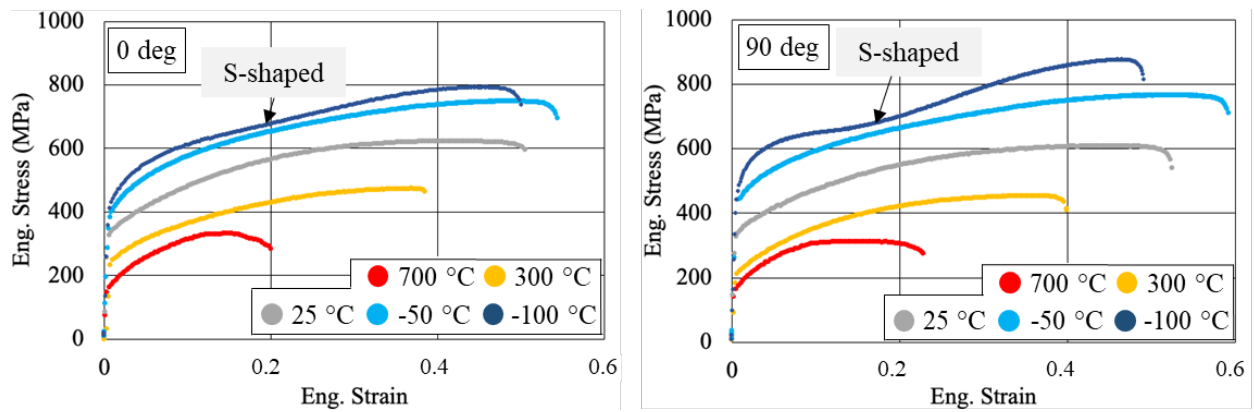 1000
800
600
400
200
0
Eng. Stress (MPa)
0 deg
S-shaped
700 °C
300 °C
25 °C
-50 °C
-100 °C
0
0.2
0.4
0.6
Eng. Strain
1000
800
600
400
200
0
Eng. Stress (MPa)
90 deg
S-shaped
700 °C
300 °C
25 °C
-50 °C
-100 °C
0
0.2
0.4
0.6
Eng. Strain